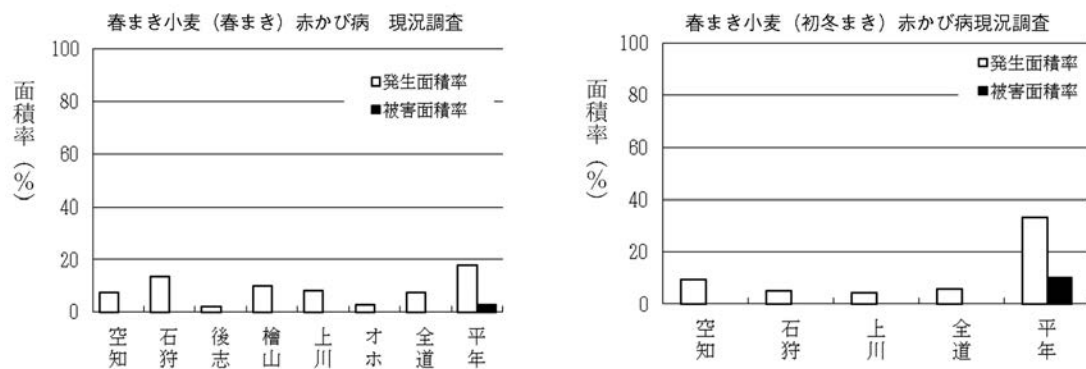 春まき小麦（春まき）赤かび病　現況調査
100
80
60
40
20
0
面積率（%）
□発生面積率
■被害面積率
空知
石狩
後志
檜山
上川
オホ
全道
平年
春まき小麦（初冬まき）赤かび病現況調査
100
80
60
40
20
0
面積率（%）
□発生面積率
■被害面積率
空知
石狩
上川
全道
平年